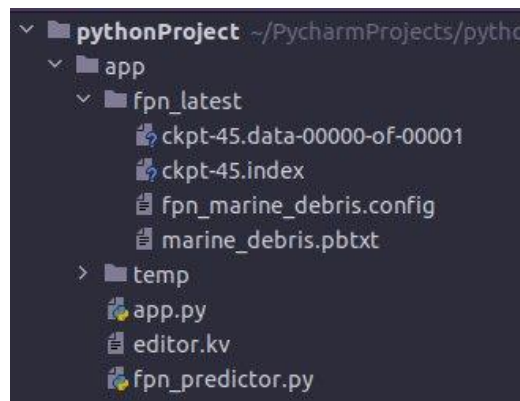 pythonProject ~/PycharmProjects/pytho
app
fpn_latest
ckpt-45.data-00000-of-00001
ckpt-45.index
fpn_marine_debris.config
marine_debris.pbtxt
temp
app.py
editor.kv
fpn_predictor.py